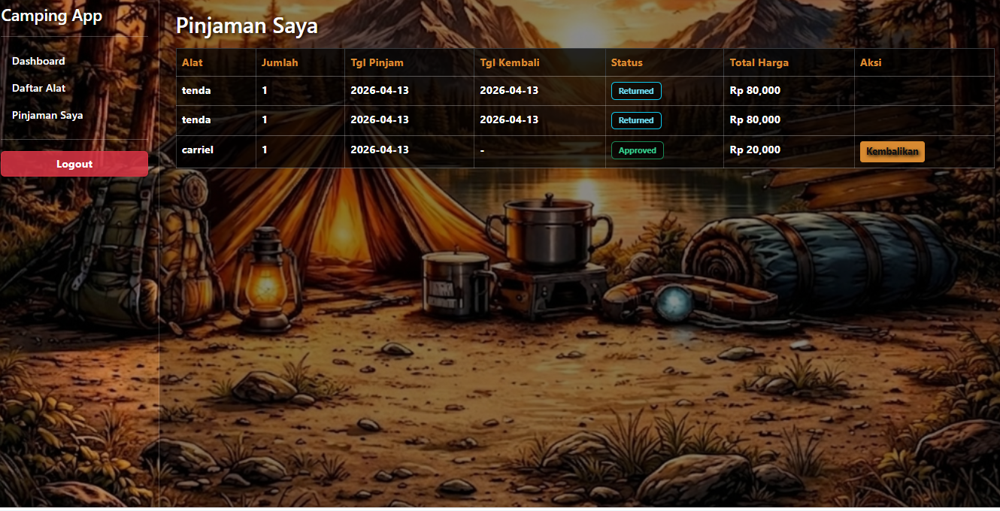 Camping App
Dashboard
Daftar Alat
Pinjaman Saya
Logout
Pinjaman Saya
Alat Jumlah Tgl Pinjam Tgl Kembali Status Total Harga Aksi
tenda 1 2026-04-13 2026-04-13 Returned Rp 80,000
tenda 1 2026-04-13 2026-04-13 Returned Rp 80,000
carriel 1 2026-04-13 - Approved Rp 20,000 Kembalikan